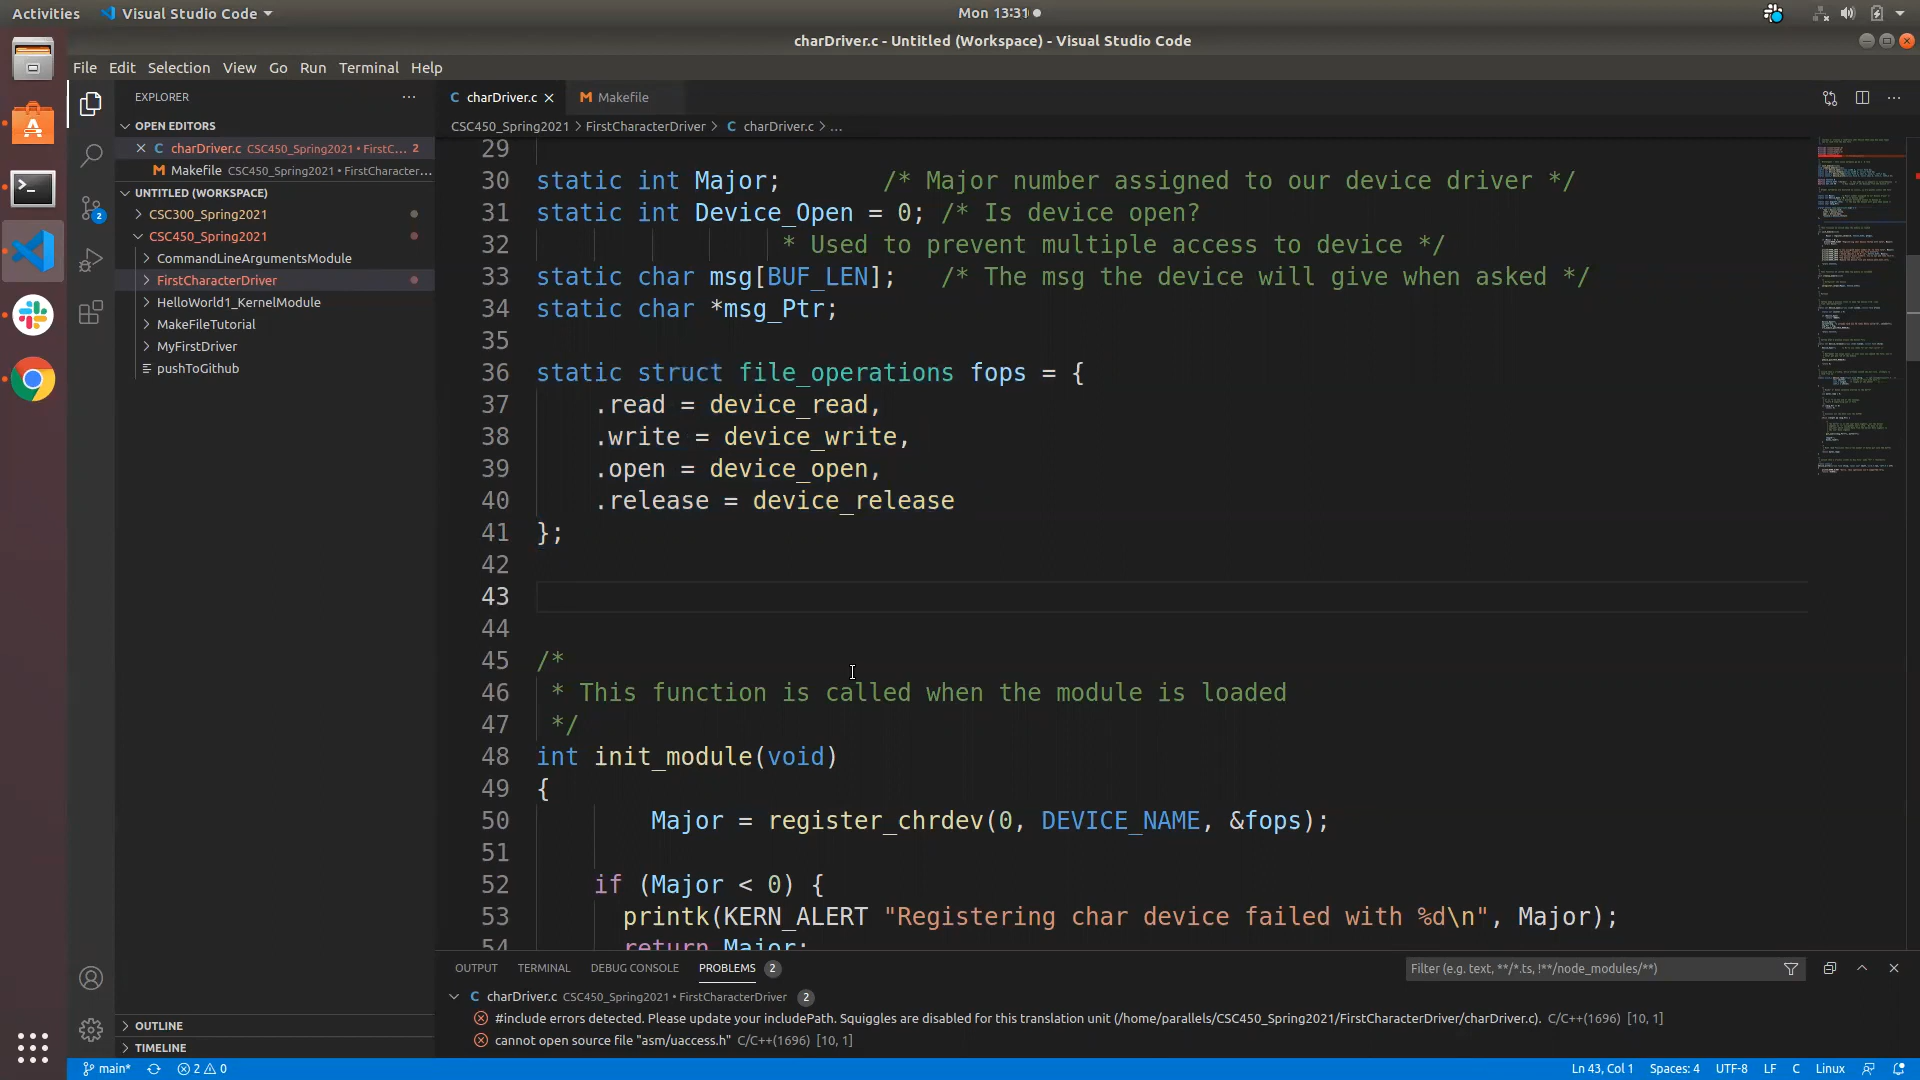 Activities
Visual Studio Code
Mon 13:31
charDriver.c - Untitled (Workspace) - Visual Studio Code
File Edit Selection View Go Run Terminal Help
EXPLORER
OPEN EDITORS
charDriver.c CSC450_Spring2021 • FirstC... 2
Makefile CSC450_Spring2021 • FirstCharacter...
UNTITLED (WORKSPACE)
CSC300_Spring2021
CSC450_Spring2021
CommandLineArgumentsModule
FirstCharacterDriver
HelloWorld1_KernelModule
MakeFileTutorial
MyFirstDriver
pushToGithub
OUTLINE
TIMELINE
2
charDriver.c
Makefile
CSC450_Spring2021 > FirstCharacterDriver > charDriver.c > ...
29
30 static int Major; /* Major number assigned to our device driver */
31 static int Device_Open = 0; /* Is device open?
32 * Used to prevent multiple access to device */
33 static char msg[BUF_LEN]; /* The msg the device will give when asked */
34 static char *msg_Ptr;
35
36 static struct file_operations fops = {
37 .read = device_read,
38 .write = device_write,
39 .open = device_open,
40 .release = device_release
41 };
42
43
44
45 /*
46 * This function is called when the module is loaded
47 */
48 int init_module(void)
49 {
50 Major = register_chrdev(0, DEVICE_NAME, &fops);
51
52 if (Major < 0) {
53 printk(KERN_ALERT "Registering char device failed with %d\n", Major);
54 return Major;
OUTPUT TERMINAL DEBUG CONSOLE PROBLEMS 2
Filter (e.g. text, **/*.ts, !**/node_modules/**)
charDriver.c CSC450_Spring2021 • FirstCharacterDriver 2
#include errors detected. Please update your includePath. Squiggles are disabled for this translation unit (/home/parallels/CSC450_Spring2021/FirstCharacterDriver/charDriver.c). C/C++(1696) [10, 1]
cannot open source file "asm/uaccess.h" C/C++(1696) [10, 1]
main* 2 0
Ln 43, Col 1 Spaces: 4 UTF-8 LF C Linux